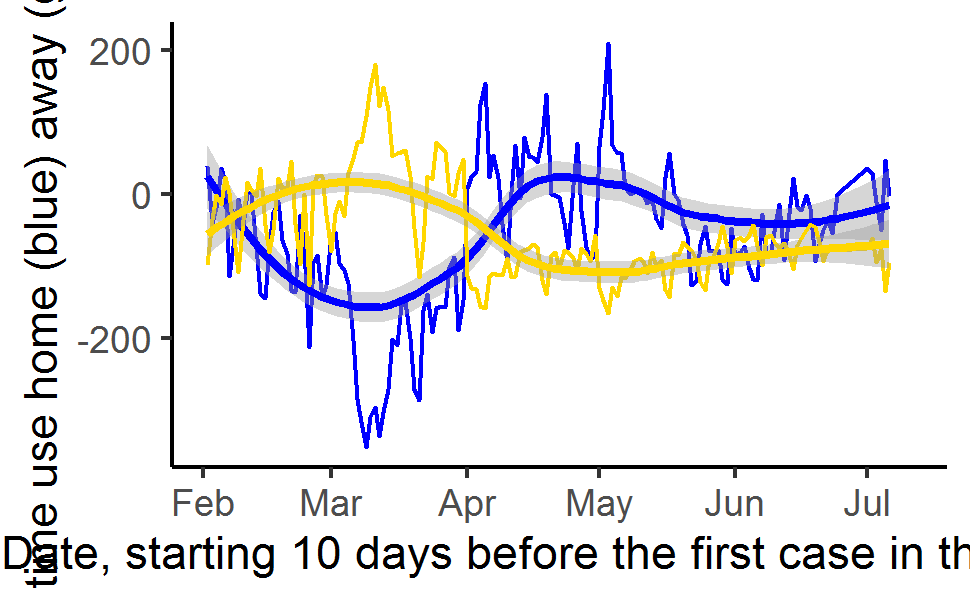 time use home (blue) away (
200
0
-200
Feb Mar Apr May Jun Jul
Date, starting 10 days before the first case in th